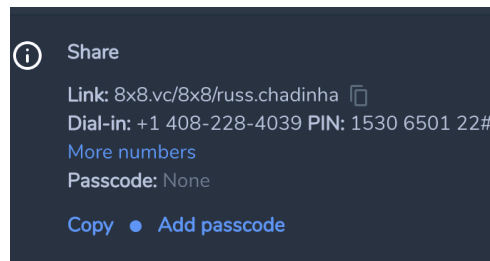 Share
Link: 8x8.vc/8x8/russ.chadinha
Dial-in: +1 408-228-4039 PIN: 1530 6501 22#
More numbers
Passcode: None
Copy ● Add passcode